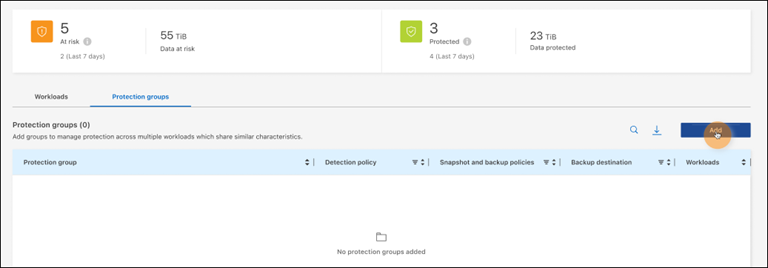 5
At risk
2 (Last 7 days)
55 TiB
Data at risk
3
Protected
4 (Last 7 days)
23 TiB
Data protected
Workloads
Protection groups
Protection groups (0)
Add groups to manage protection across multiple workloads which share similar characteristics.
Add
Protection group
Detection policy
Snapshot and backup policies
Backup destination
Workloads
No protection groups added